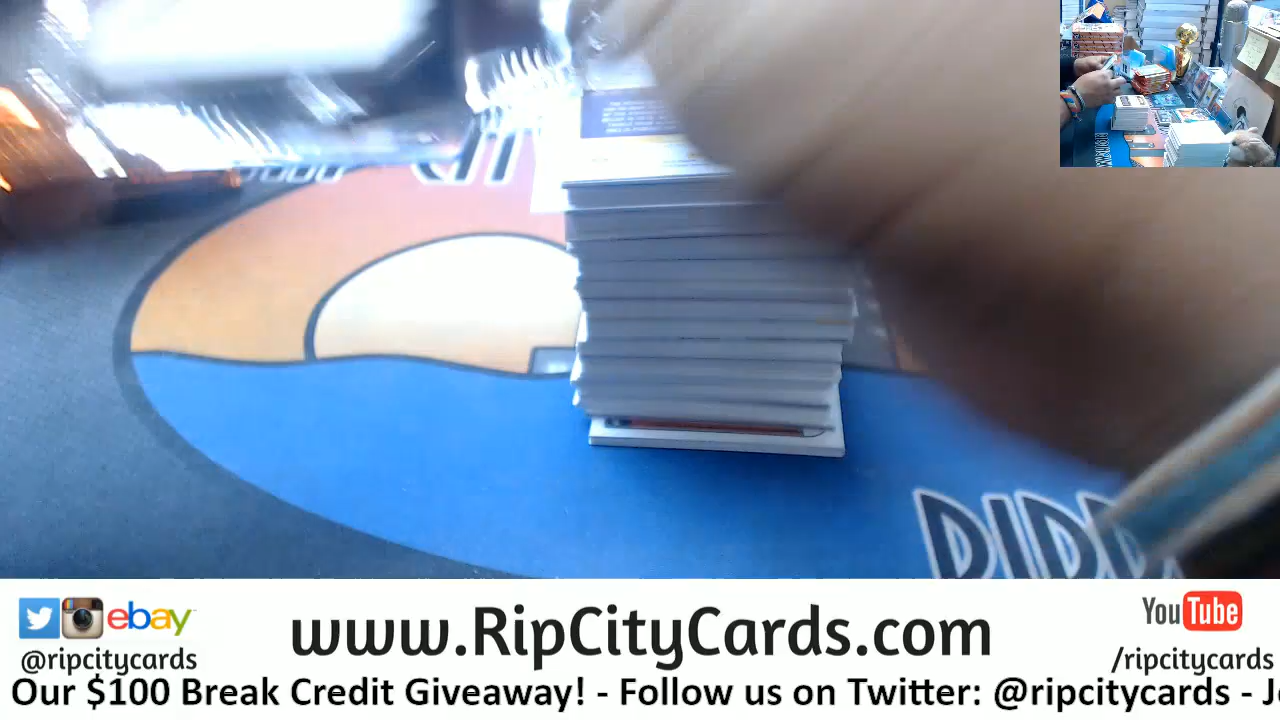 www.RipCityCards.com
ebay
@ripcitycards
YouTube
/ripcitycards
Our $100 Break Credit Giveaway! - Follow us on Twitter: @ripcitycards - J